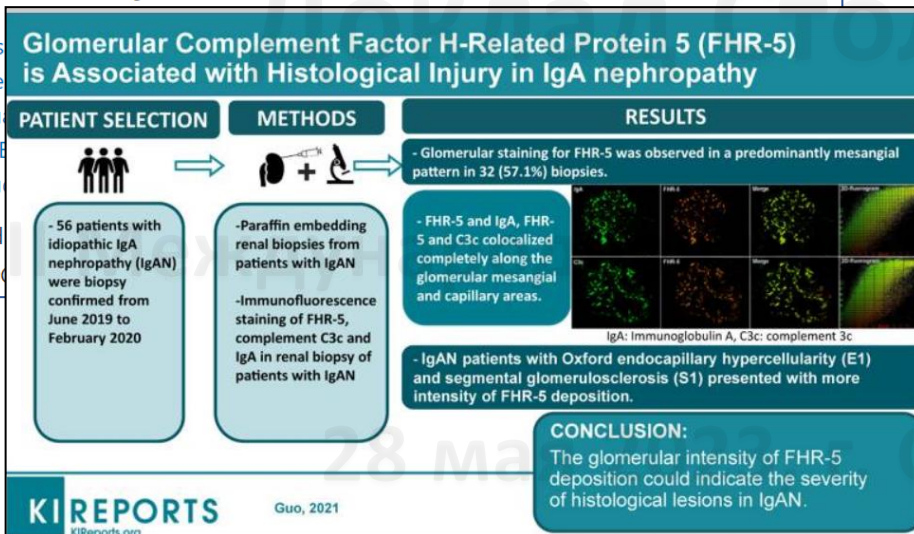 Glomerular Complement Factor H-Related Protein 5 (FHR-5)
is Associated with Histological Injury in IgA nephropathy
PATIENT SELECTION
METHODS
RESULTS
- 56 patients with
idiopathic IgA
nephropathy (IgAN)
were biopsy
confirmed from
June 2019 to
February 2020
-Paraffin embedding
renal biopsies from
patients with IgAN
-Immunofluorescence
staining of FHR-5,
complement C3c and
IgA in renal biopsy of
patients with IgAN
- Glomerular staining for FHR-5 was observed in a predominantly mesangial
pattern in 32 (57.1%) biopsies.
- FHR-5 and IgA, FHR-
5 and C3c colocalized
completely along the
glomerular mesangial
and capillary areas.
IgA FHR-5 Merge 2D-fluorogram
C3c FHR-5 Merge 2D-fluorogram
IgA: Immunoglobulin A, C3c: complement 3c
- IgAN patients with Oxford endocapillary hypercellularity (E1)
and segmental glomerulosclerosis (S1) presented with more
intensity of FHR-5 deposition.
CONCLUSION:
The glomerular intensity of FHR-5
deposition could indicate the severity
of histological lesions in IgAN.
KI REPORTS
KIReports.org
Guo, 2021